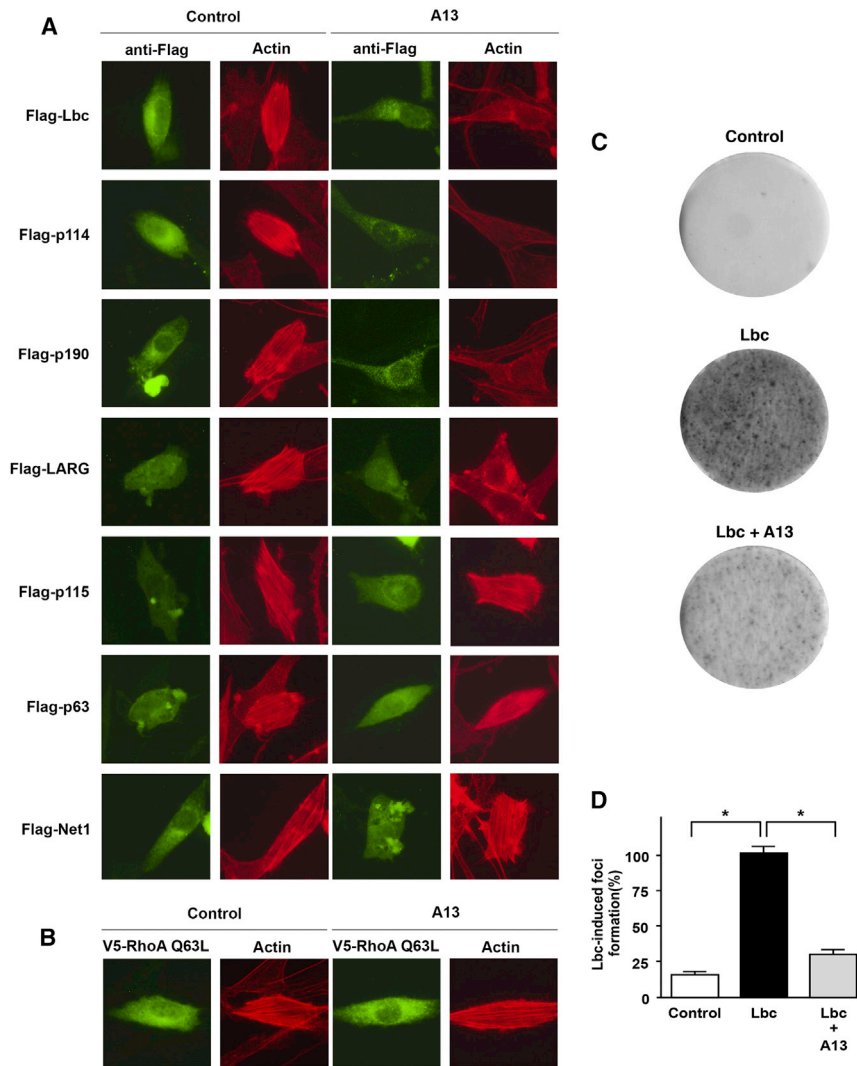 A
Control A13
anti-Flag Actin anti-Flag Actin
Flag-Lbc
Flag-p114
Flag-p190
Flag-LARG
Flag-p115
Flag-p63
Flag-Net1
B
Control A13
V5-RhoA Q63L Actin V5-RhoA Q63L Actin
C
Control
Lbc
Lbc + A13
D
* *
Lbc-induced foci
formation(%)
100
75
50
25
0
Control Lbc Lbc
+
A13